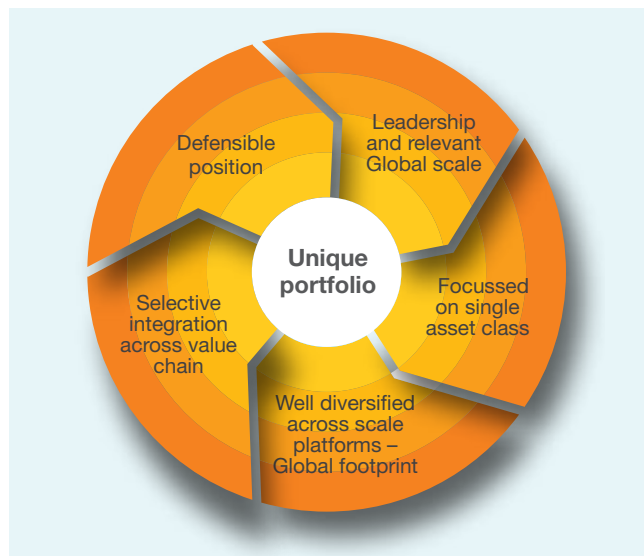 Unique
portfolio
Leadership
and relevant
Global scale
Focussed
on single
asset class
Well diversified
across scale
platforms –
Global footprint
Selective
integration
across value
chain
Defensible
position